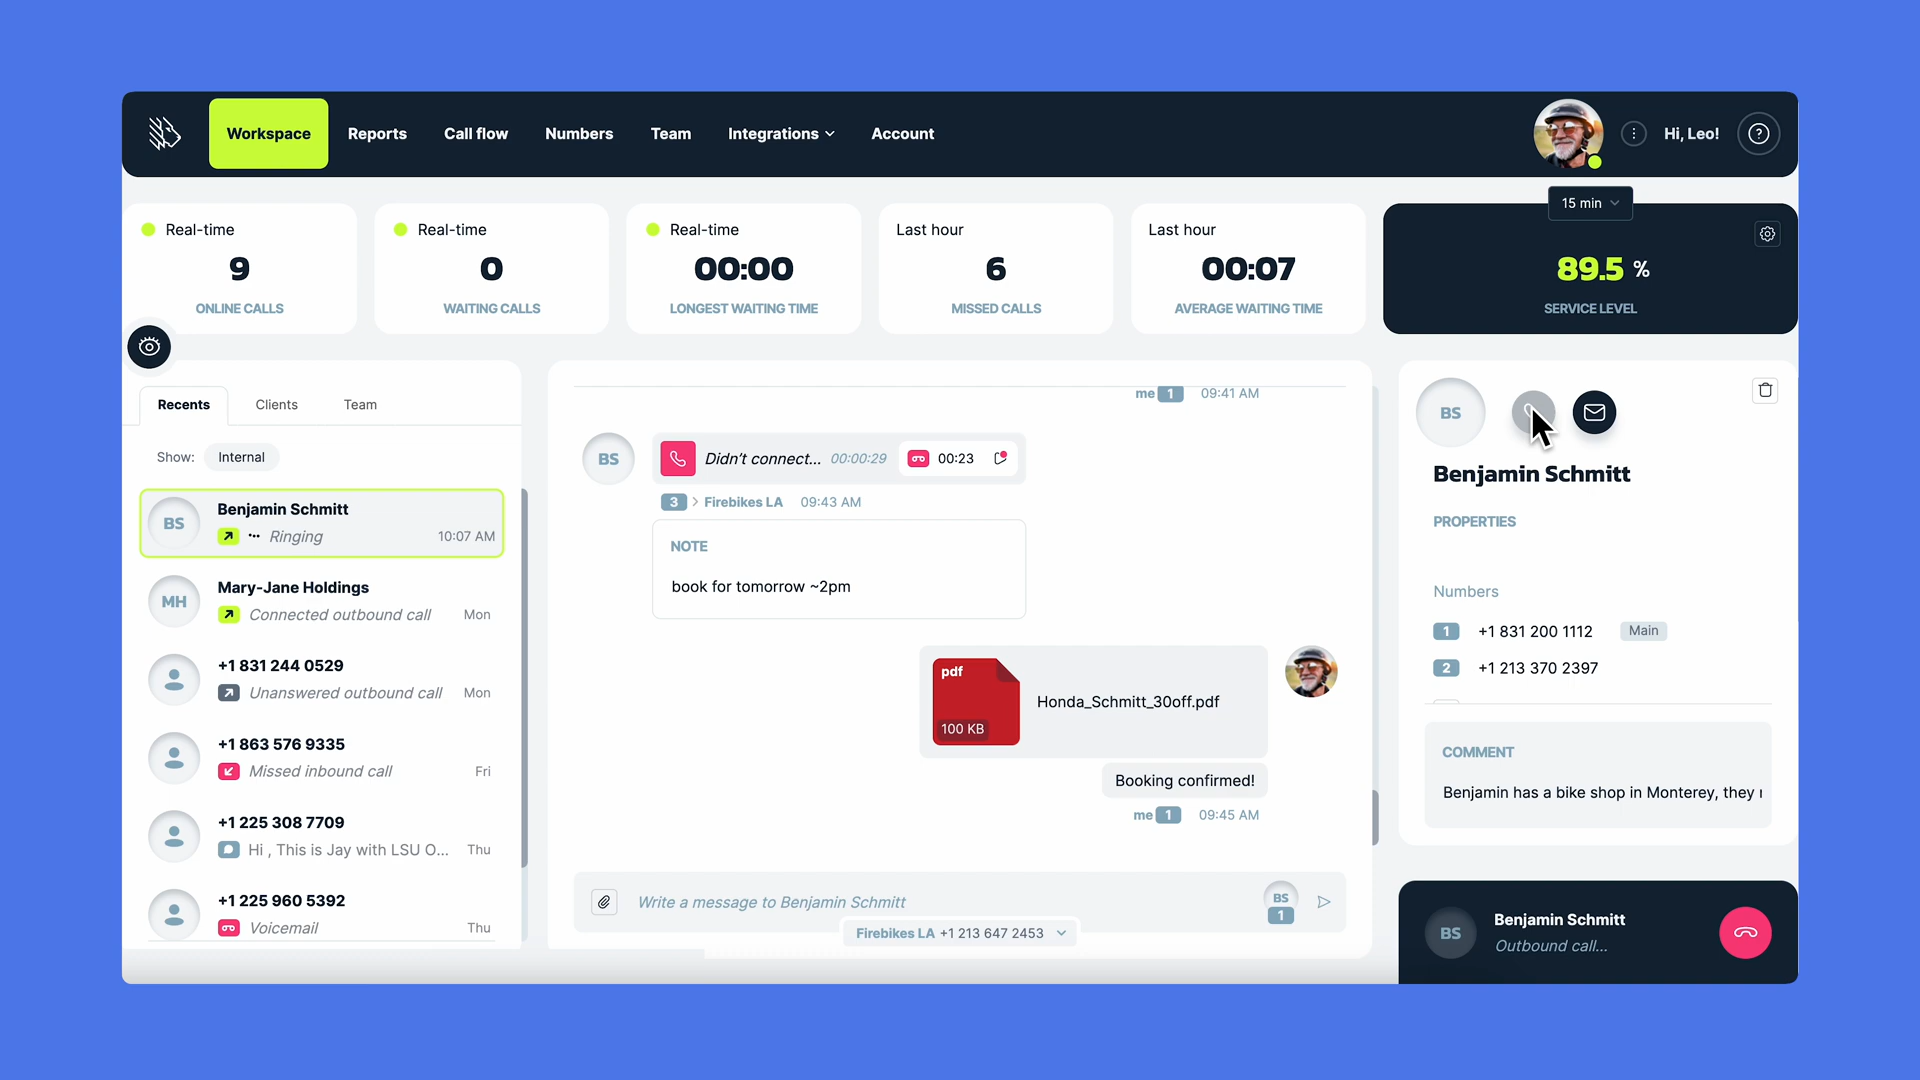 Workspace
Reports
Call flow
Numbers
Team
Integrations
Account
Hi, Leo!
?
Real-time
9
ONLINE CALLS
Real-time
0
WAITING CALLS
Real-time
00:00
LONGEST WAITING TIME
Last hour
6
MISSED CALLS
Last hour
00:07
AVERAGE WAITING TIME
15 min
89.5 %
SERVICE LEVEL
Recents
Clients
Team
Show: Internal
BS
Benjamin Schmitt
Ringing
10:07 AM
MH
Mary-Jane Holdings
Connected outbound call
Mon
+1 831 244 0529
Unanswered outbound call
Mon
+1 863 576 9335
Missed inbound call
Fri
+1 225 308 7709
Hi , This is Jay with LSU O...
Thu
+1 225 960 5392
Voicemail
Thu
me 1 09:41 AM
BS
Didn't connect... 00:00:29
00:23
3 > Firebikes LA 09:43 AM
NOTE
book for tomorrow ~2pm
pdf
100 KB
Honda_Schmitt_30off.pdf
Booking confirmed!
me 1 09:45 AM
Write a message to Benjamin Schmitt
BS
1
Firebikes LA +1 213 647 2453
BS
Benjamin Schmitt
PROPERTIES
Numbers
1 +1 831 200 1112 Main
2 +1 213 370 2397
COMMENT
Benjamin has a bike shop in Monterey, they
BS
Benjamin Schmitt
Outbound call...